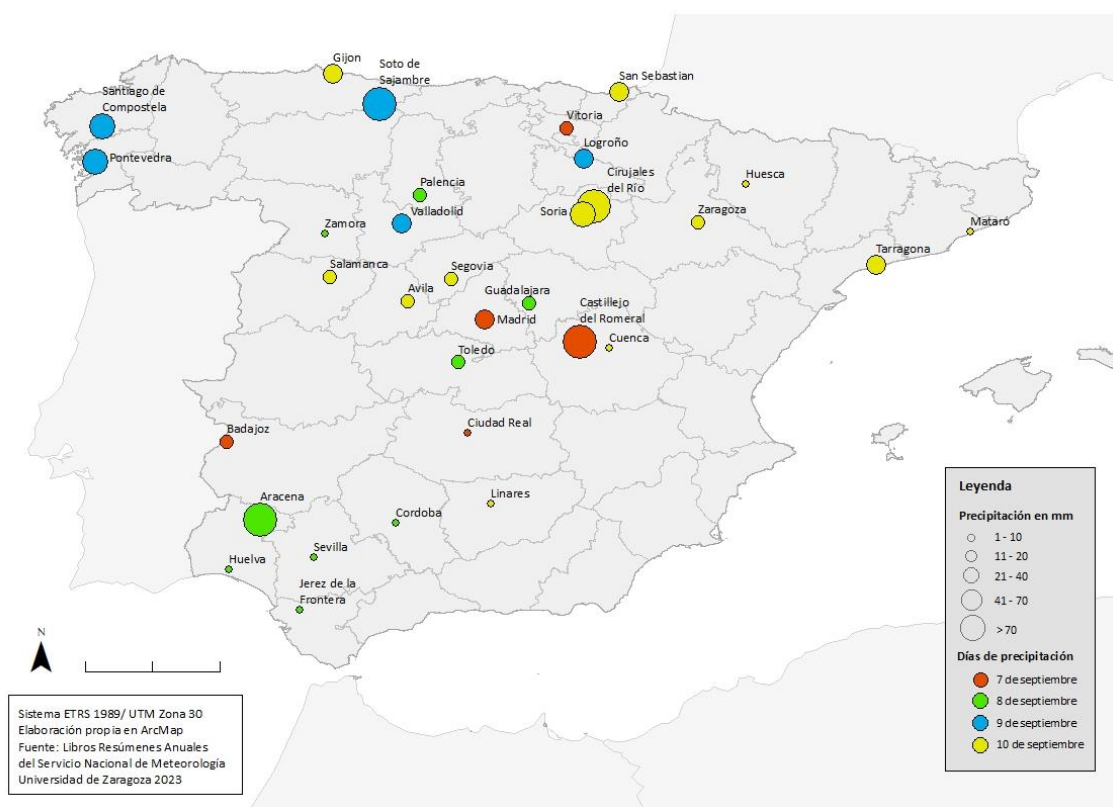 Gijon
Soto de
Sajambre
San Sebastian
Santiago de
Compostela
Vitoria
Logroño
Pontevedra
Cirujales
del Río
Huesca
Palencia
Soria
Zaragoza
Valladolid
Zamora
Mataró
Tarragona
Salamanca
Segovia
Avila
Guadalajara
Castillejo
del Romeral
Madrid
Cuenca
Toledo
Ciudad Real
Badajoz
Aracena
Linares
Cordoba
Sevilla
Huelva
Jerez de la
Frontera
N
Sistema ETRS 1989/ UTM Zona 30
Elaboración propia en ArcMap
Fuente: Libros Resúmenes Anuales
del Servicio Nacional de Meteorología
Universidad de Zaragoza 2023
Leyenda
Precipitación en mm
1 - 10
11 - 20
21 - 40
41 - 70
>70
Días de precipitación
7 de septiembre
8 de septiembre
9 de septiembre
10 de septiembre